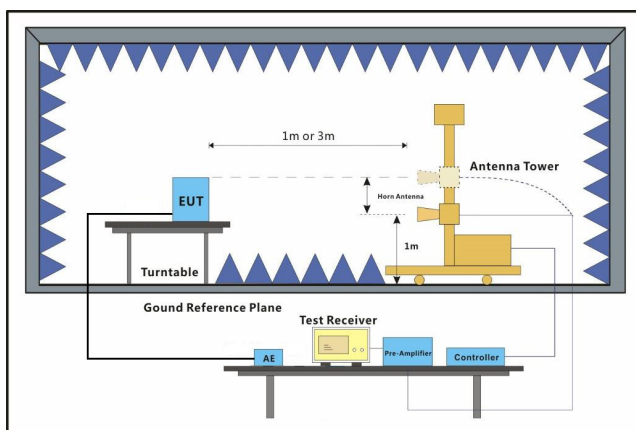 1m or 3m
Antenna Tower
Horn Antenna
EUT
1m
Turntable
Gound Reference Plane
Test Receiver
AE
Pre-Amplifier
Controller